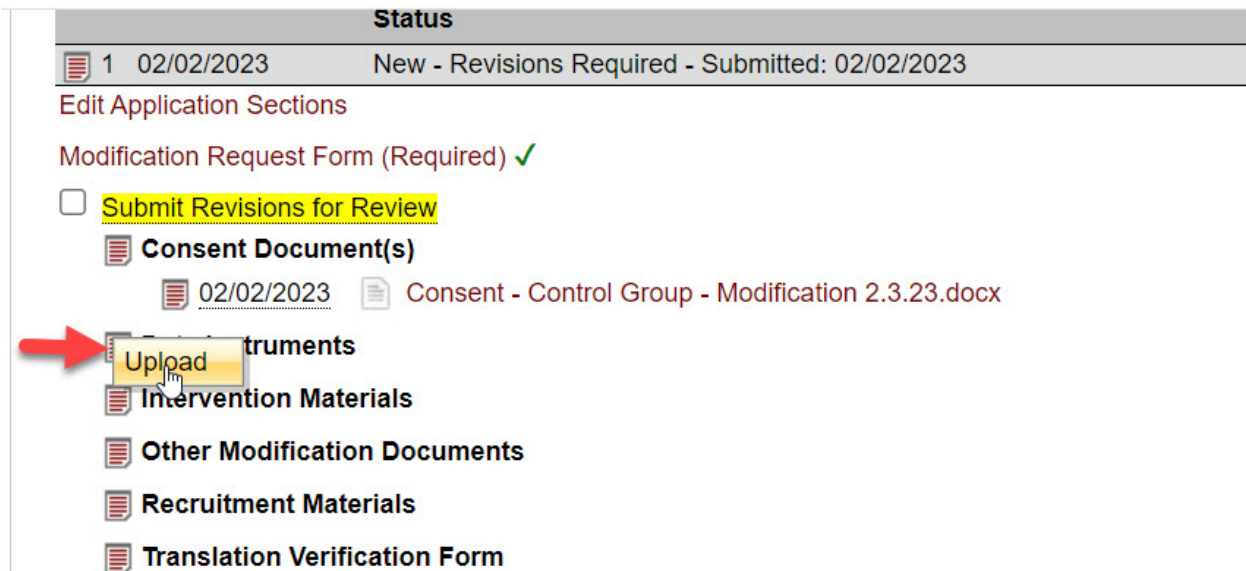 Status
1 02/02/2023 New - Revisions Required - Submitted: 02/02/2023
Edit Application Sections
Modification Request Form (Required) ✓
Submit Revisions for Review
Consent Document(s)
02/02/2023 Consent - Control Group - Modification 2.3.23.docx
Upload
Intervention Materials
Other Modification Documents
Recruitment Materials
Translation Verification Form